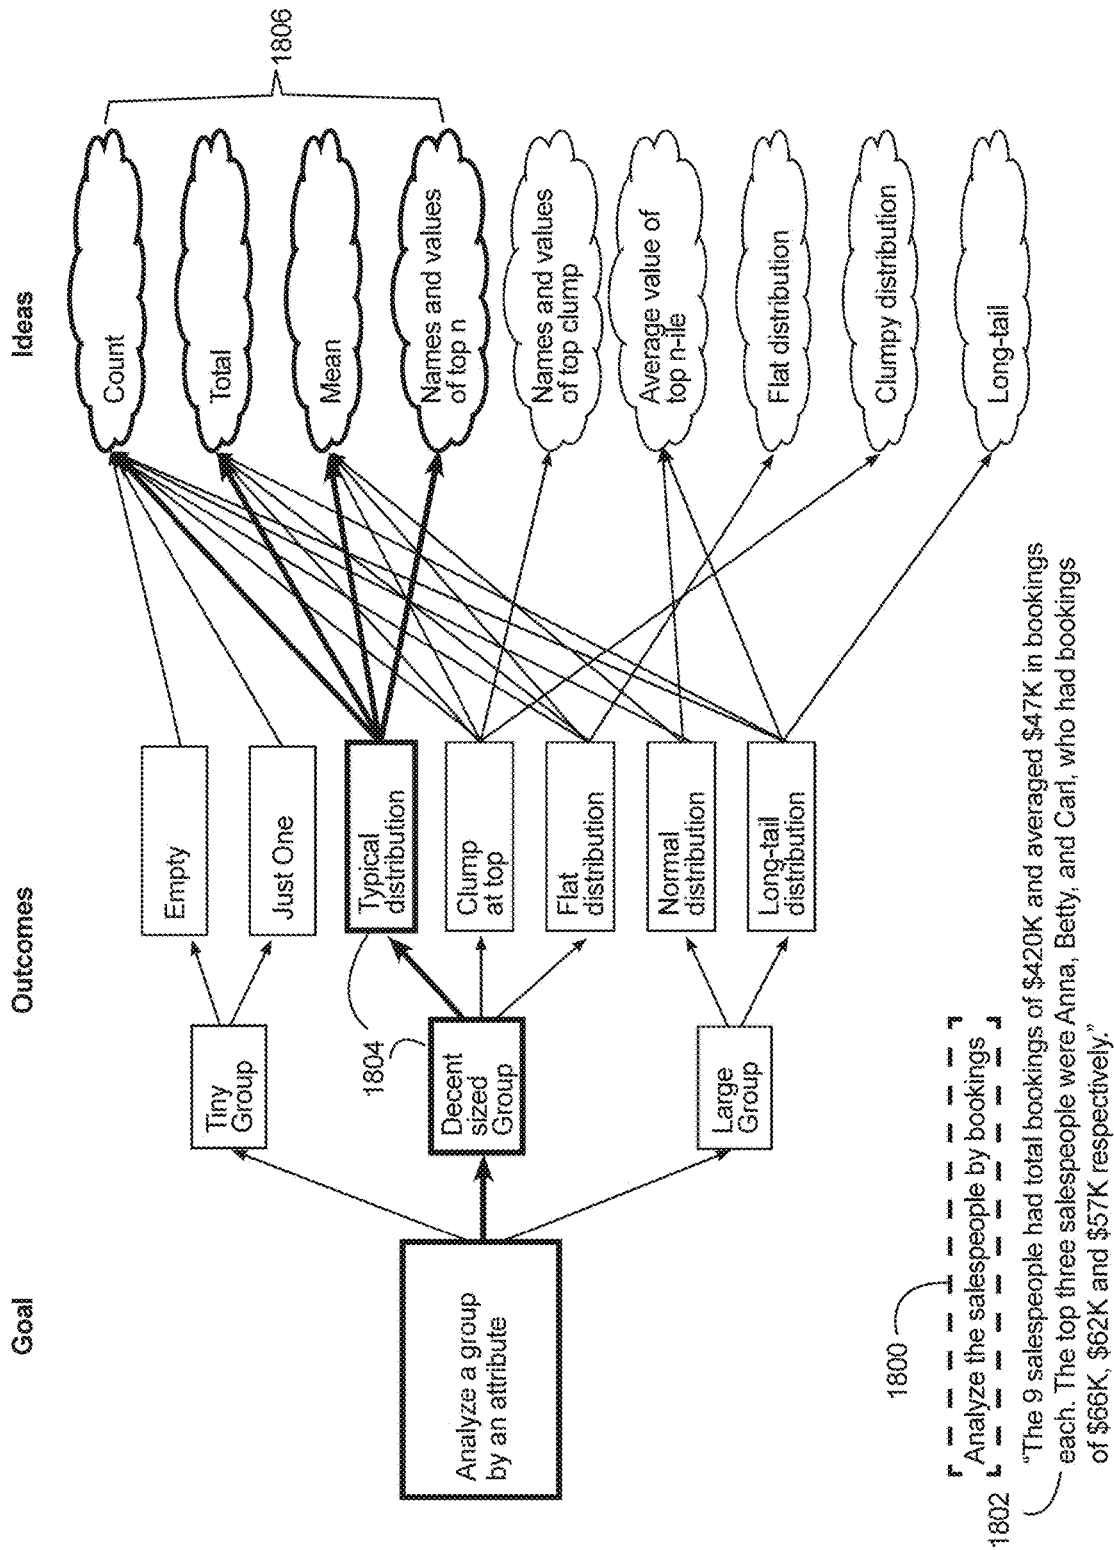 Goal
Outcomes
Ideas
Analyze a group
by an attribute
Tiny
Group
Decent
sized
Group
Large
Group
1804
Empty
Just One
Typical
distribution
Clump
at top
Flat
distribution
Normal
distribution
Long-tail
distribution
Count
Total
Mean
Names and values
of top n
Names and values
of top clump
Average value of
top n-ile
Flat distribution
Clumpy distribution
Long-tail
1806
1800
Analyze the salespeople by bookings
1802
“The 9 salespeople had total bookings of $420K and averaged $47K in bookings
each. The top three salespeople were Anna, Betty, and Carl, who had bookings
of $66K, $62K and $57K respectively.”